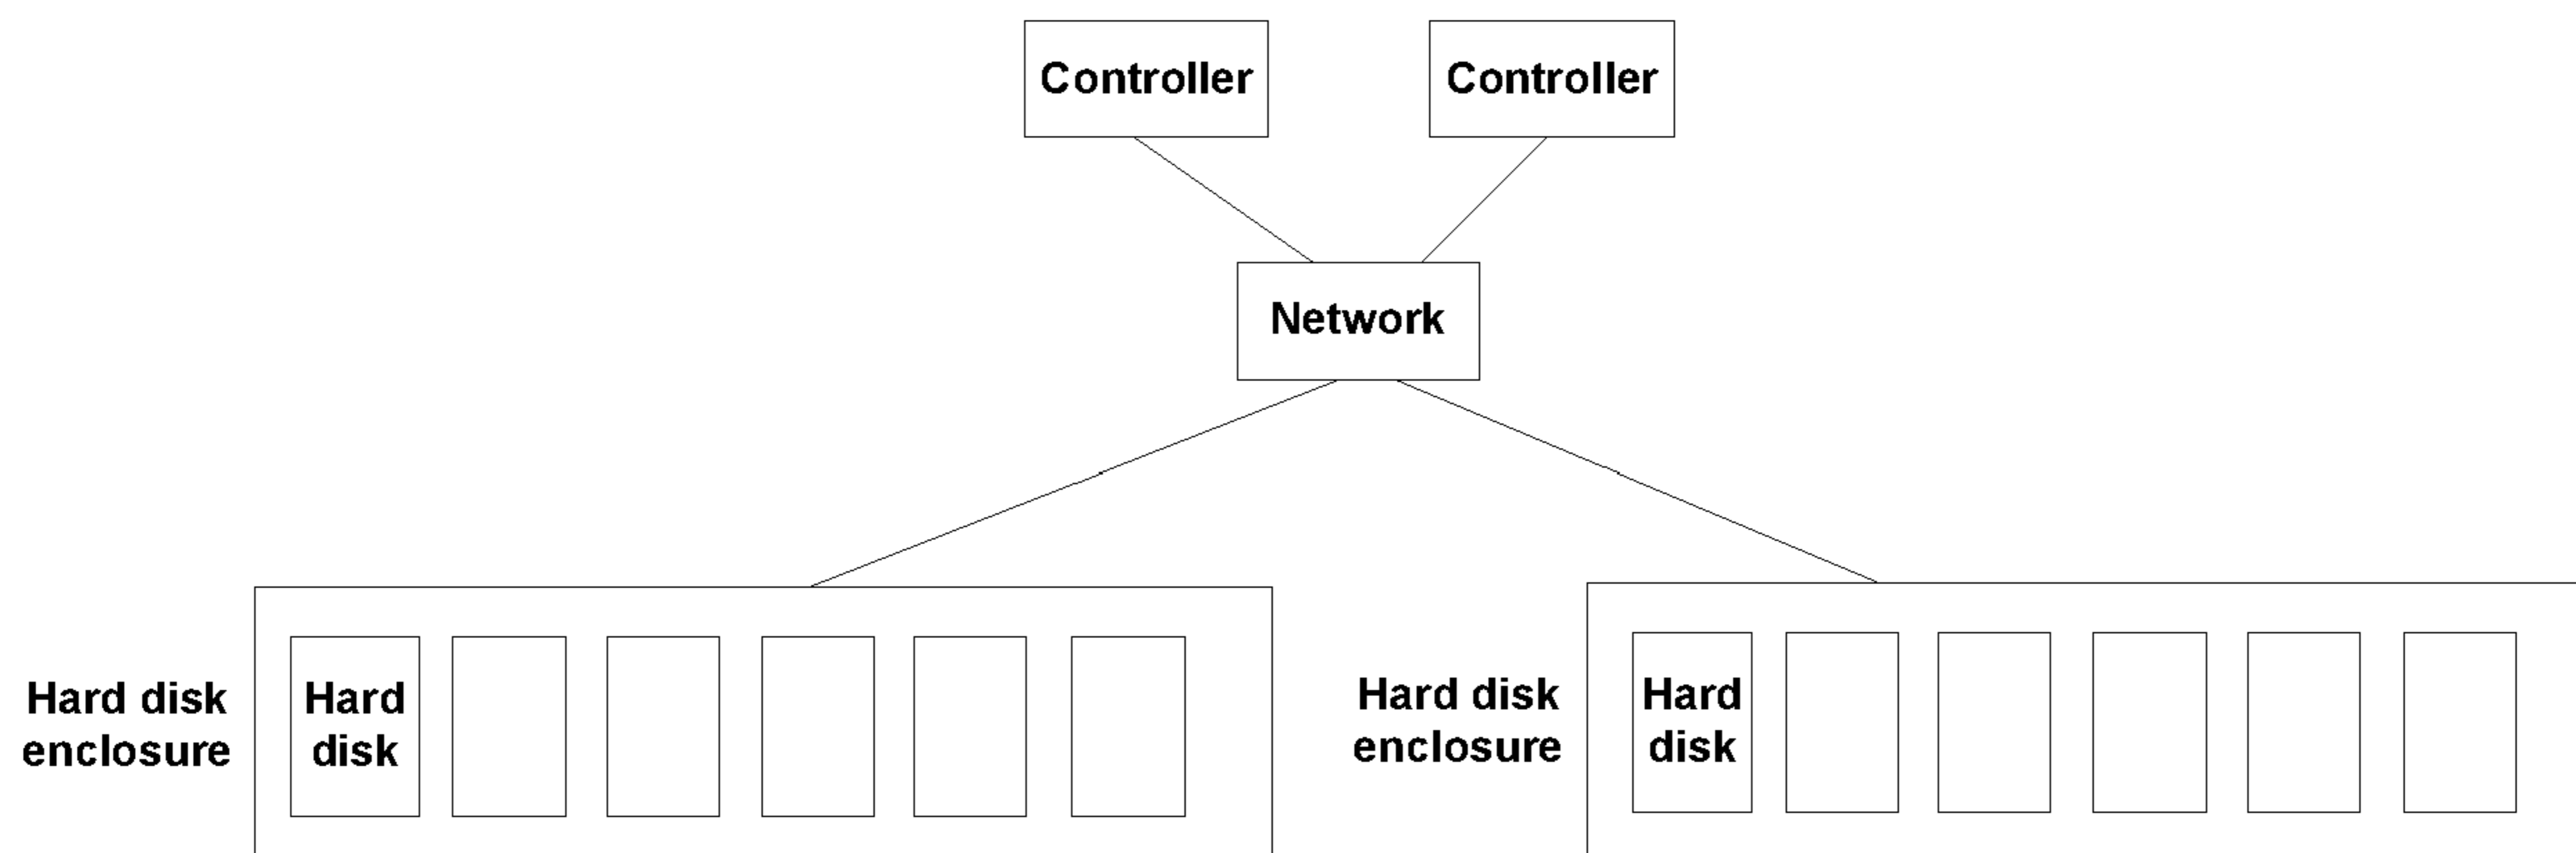 Controller
Controller
Network
Hard disk
enclosure
Hard
disk
Hard disk
enclosure
Hard
disk